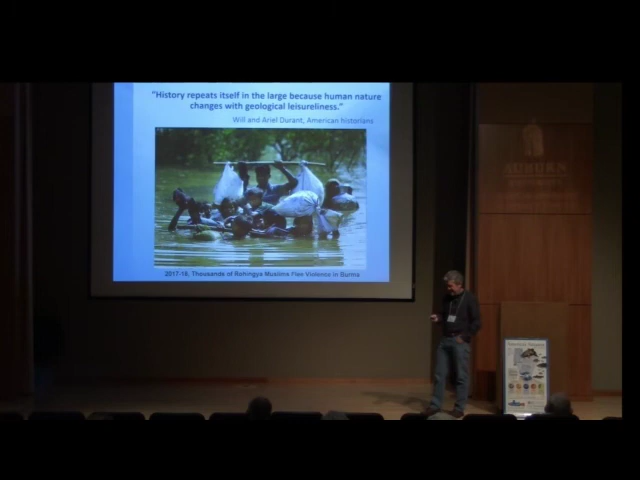 "History repeats itself in the large because human nature
changes with geological leisureliness."
Will and Ariel Durant, American historians
2017-18, Thousands of Rohingya Muslims Flee Violence in Burma
AUBURN